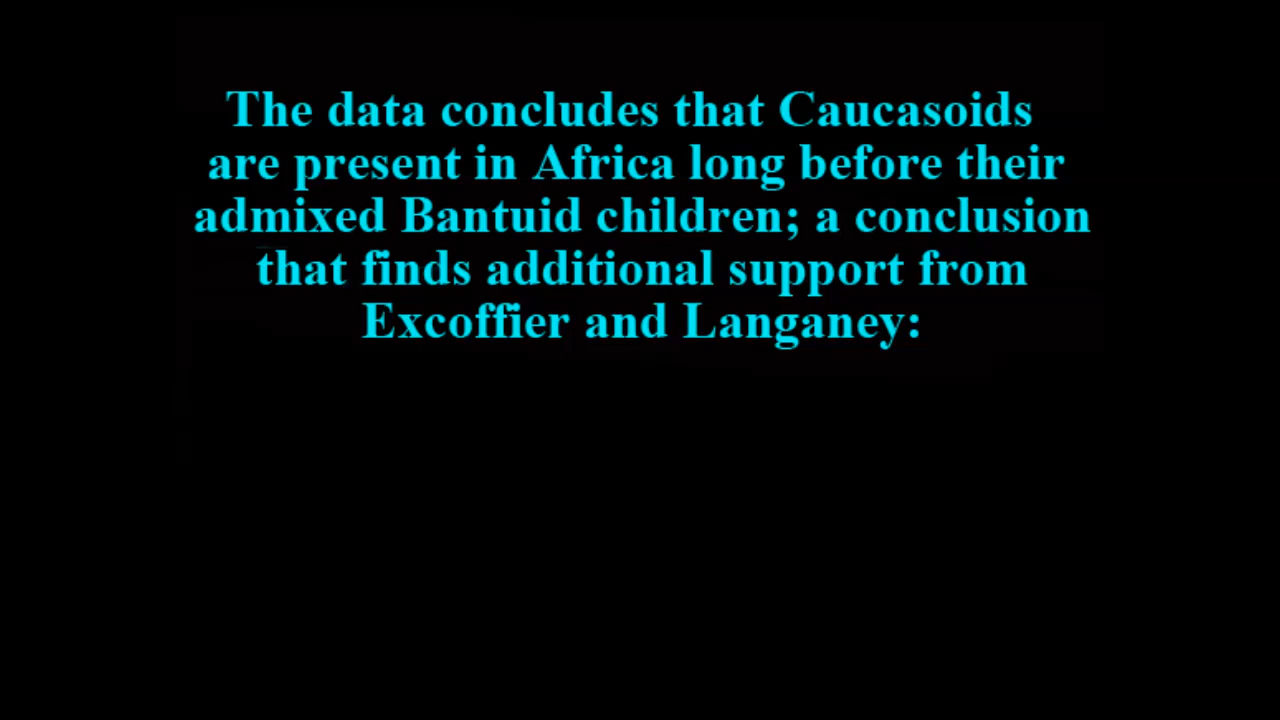 The data concludes that Caucasoids
are present in Africa long before their
admixed Bantuid children; a conclusion
that finds additional support from
Excoffier and Langaney: